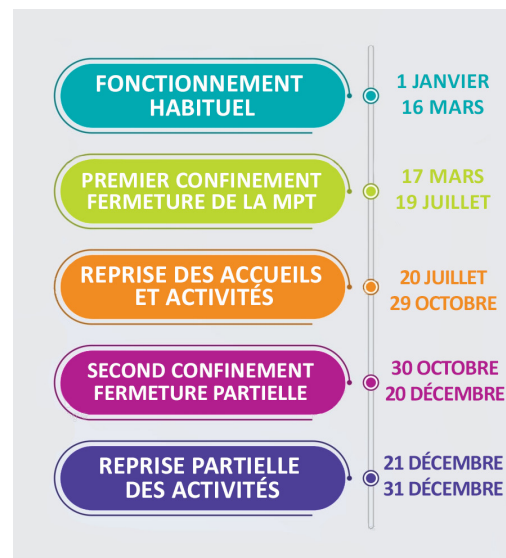 FONCTIONNEMENT
HABITUEL
1 JANVIER
16 MARS
PREMIER CONFINEMENT
FERMETURE DE LA MPT
17 MARS
19 JUILLET
REPRISE DES ACCUEILS
ET ACTIVITÉS
20 JUILLET
29 OCTOBRE
SECOND CONFINEMENT
FERMETURE PARTIELLE
30 OCTOBRE
20 DÉCEMBRE
REPRISE PARTIELLE
DES ACTIVITÉS
21 DÉCEMBRE
31 DÉCEMBRE